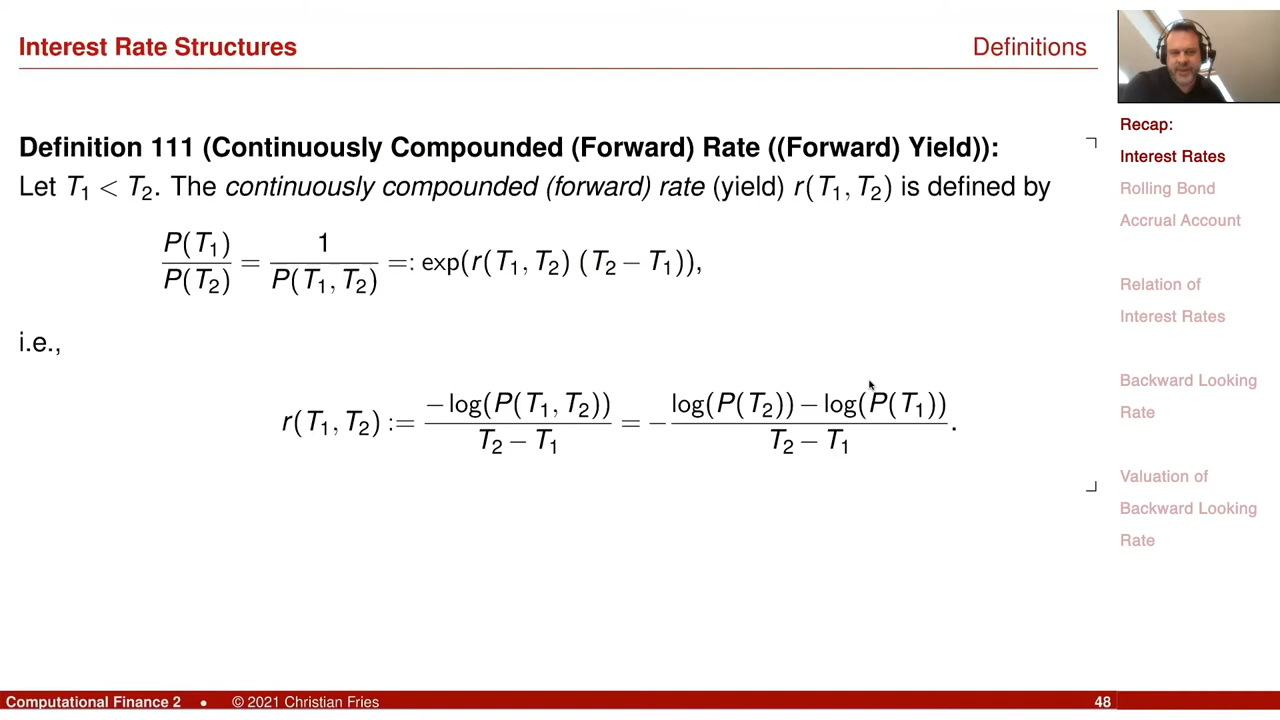 Interest Rate Structures
Definitions
Definition 111 (Continuously Compounded (Forward) Rate ((Forward) Yield)):
Let T₁ < T₂. The continuously compounded (forward) rate (yield) r(T₁, T₂) is defined by
P(T₁)/P(T₂) = 1/P(T₁, T₂) =: exp(r(T₁, T₂) (T₂ − T₁)),
i.e.,
r(T₁, T₂) := −log(P(T₁, T₂))/(T₂ − T₁) = − (log(P(T₂)) − log(P(T₁)))/(T₂ − T₁).
Recap:
Interest Rates
Rolling Bond
Accrual Account
Relation of
Interest Rates
Backward Looking
Rate
Valuation of
Backward Looking
Rate
Computational Finance 2 • © 2021 Christian Fries
48